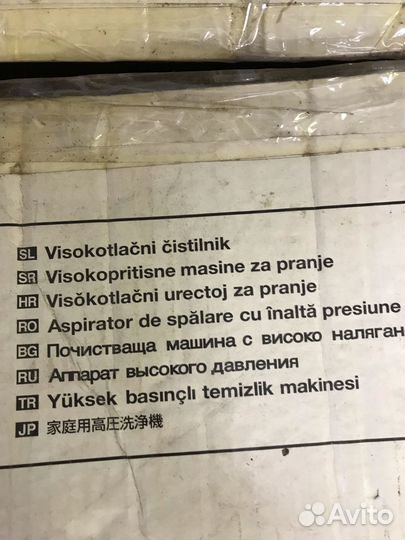 SL Visokotlačni čistilnik
SR Visokopritisne masine za pranje
HR Visŏkotlačni urectoj za pranje
RO Aspirator de spălare cu înaltă presiune
BG Почистваща машина с високо наляган
RU Аппарат высокого давления
TR Yüksek basınçlı temizlik makinesi
JP 家庭用高圧洗浄機
Avito